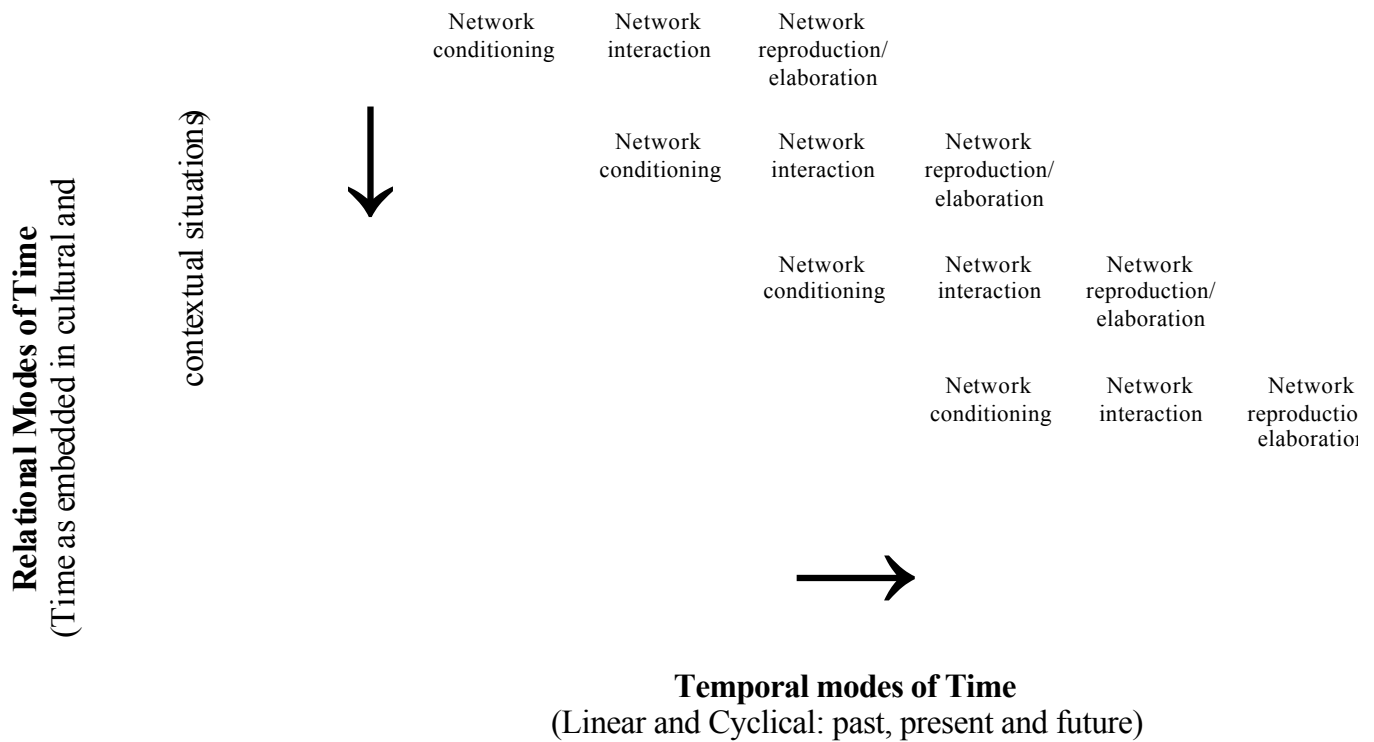 Network Network Network
conditioning interaction reproduction/
elaboration
Network Network Network
conditioning interaction reproduction/
elaboration
Network Network Network
conditioning interaction reproduction/
elaboration
Network Network Network
conditioning interaction reproductio
elaboratio
Relational Modes of Time
(Time as embedded in cultural and
contextual situations)
Temporal modes of Time
(Linear and Cyclical: past, present and future)